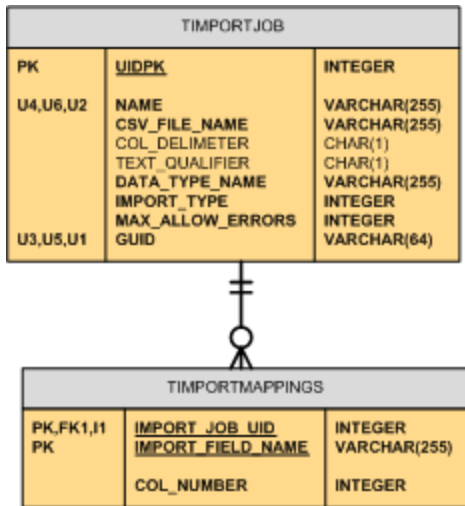 TIMPORTJOB
PK UIDPK INTEGER
U4,U6,U2 NAME VARCHAR(255)
CSV_FILE_NAME VARCHAR(255)
COL_DELIMETER CHAR(1)
TEXT_QUALIFIER CHAR(1)
DATA_TYPE_NAME VARCHAR(255)
IMPORT_TYPE INTEGER
MAX_ALLOW_ERRORS INTEGER
U3,U5,U1 GUID VARCHAR(64)
TIMPORTMAPPINGS
PK,FK1,I1 IMPORT_JOB_UID INTEGER
PK IMPORT_FIELD_NAME VARCHAR(255)
COL_NUMBER INTEGER